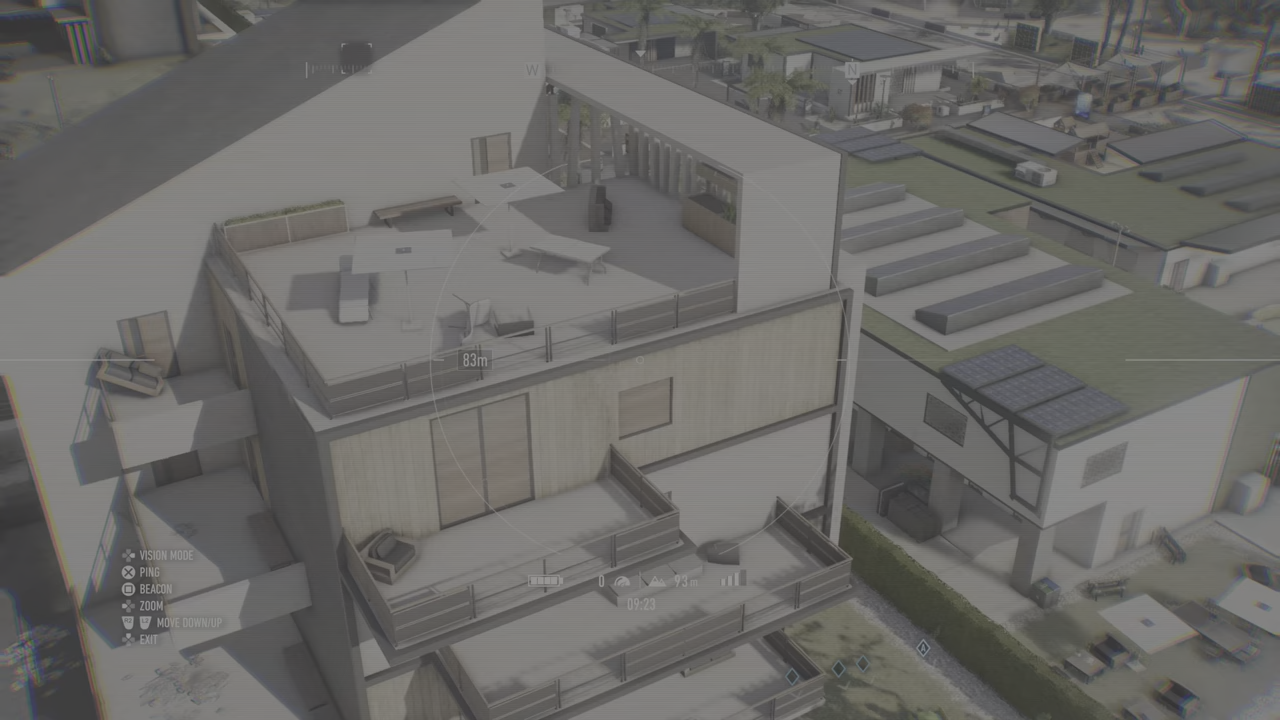 W N
83m
VISION MODE
PING
BEACON
ZOOM
MOVE DOWN/UP
EXIT
0 93m
09:23